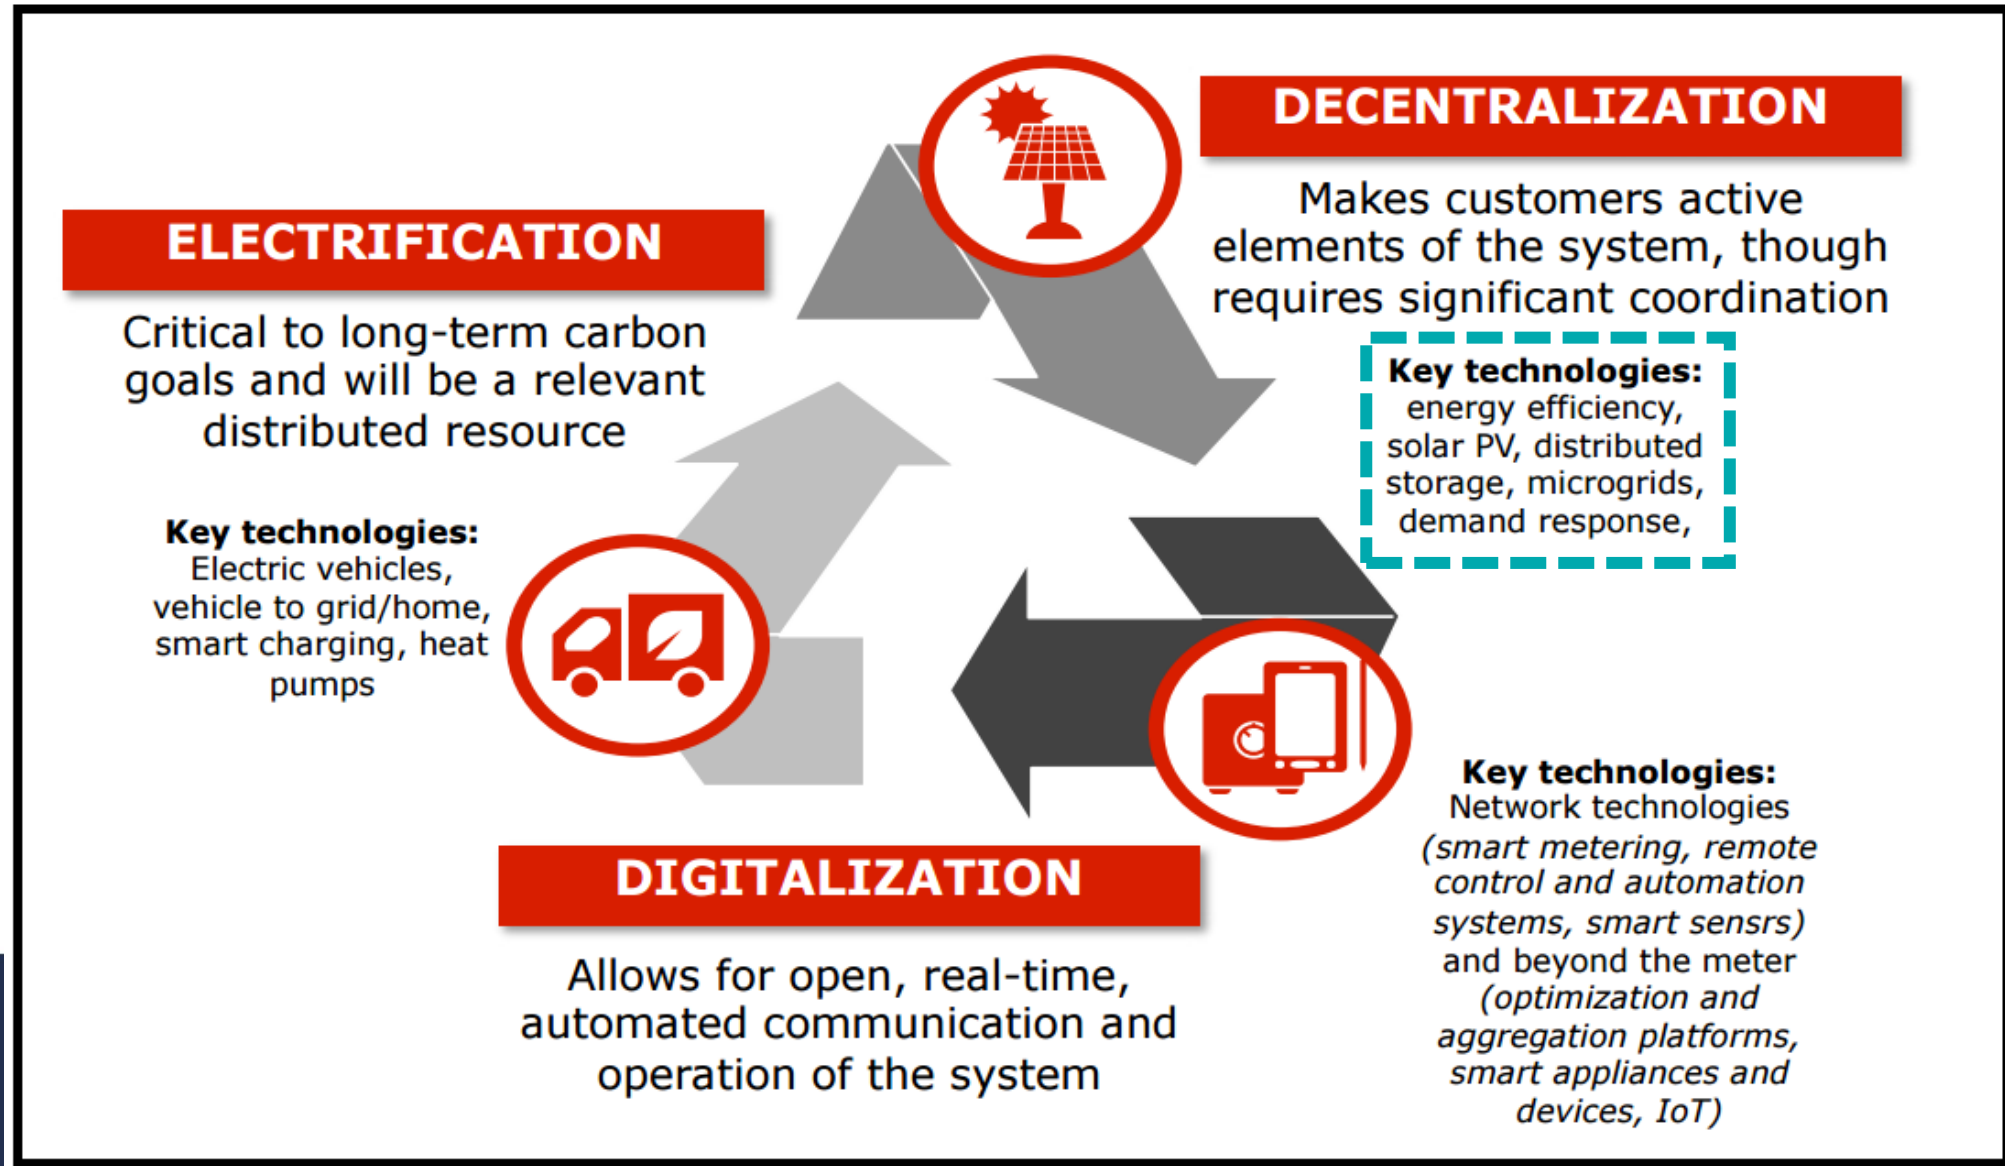 ELECTRIFICATION
Critical to long-term carbon
goals and will be a relevant
distributed resource
Key technologies:
Electric vehicles,
vehicle to grid/home,
smart charging, heat
pumps
DECENTRALIZATION
Makes customers active
elements of the system, though
requires significant coordination
Key technologies:
energy efficiency,
solar PV, distributed
storage, microgrids,
demand response,
DIGITALIZATION
Allows for open, real-time,
automated communication and
operation of the system
Key technologies:
Network technologies
(smart metering, remote
control and automation
systems, smart sensrs)
and beyond the meter
(optimization and
aggregation platforms,
smart appliances and
devices, IoT)